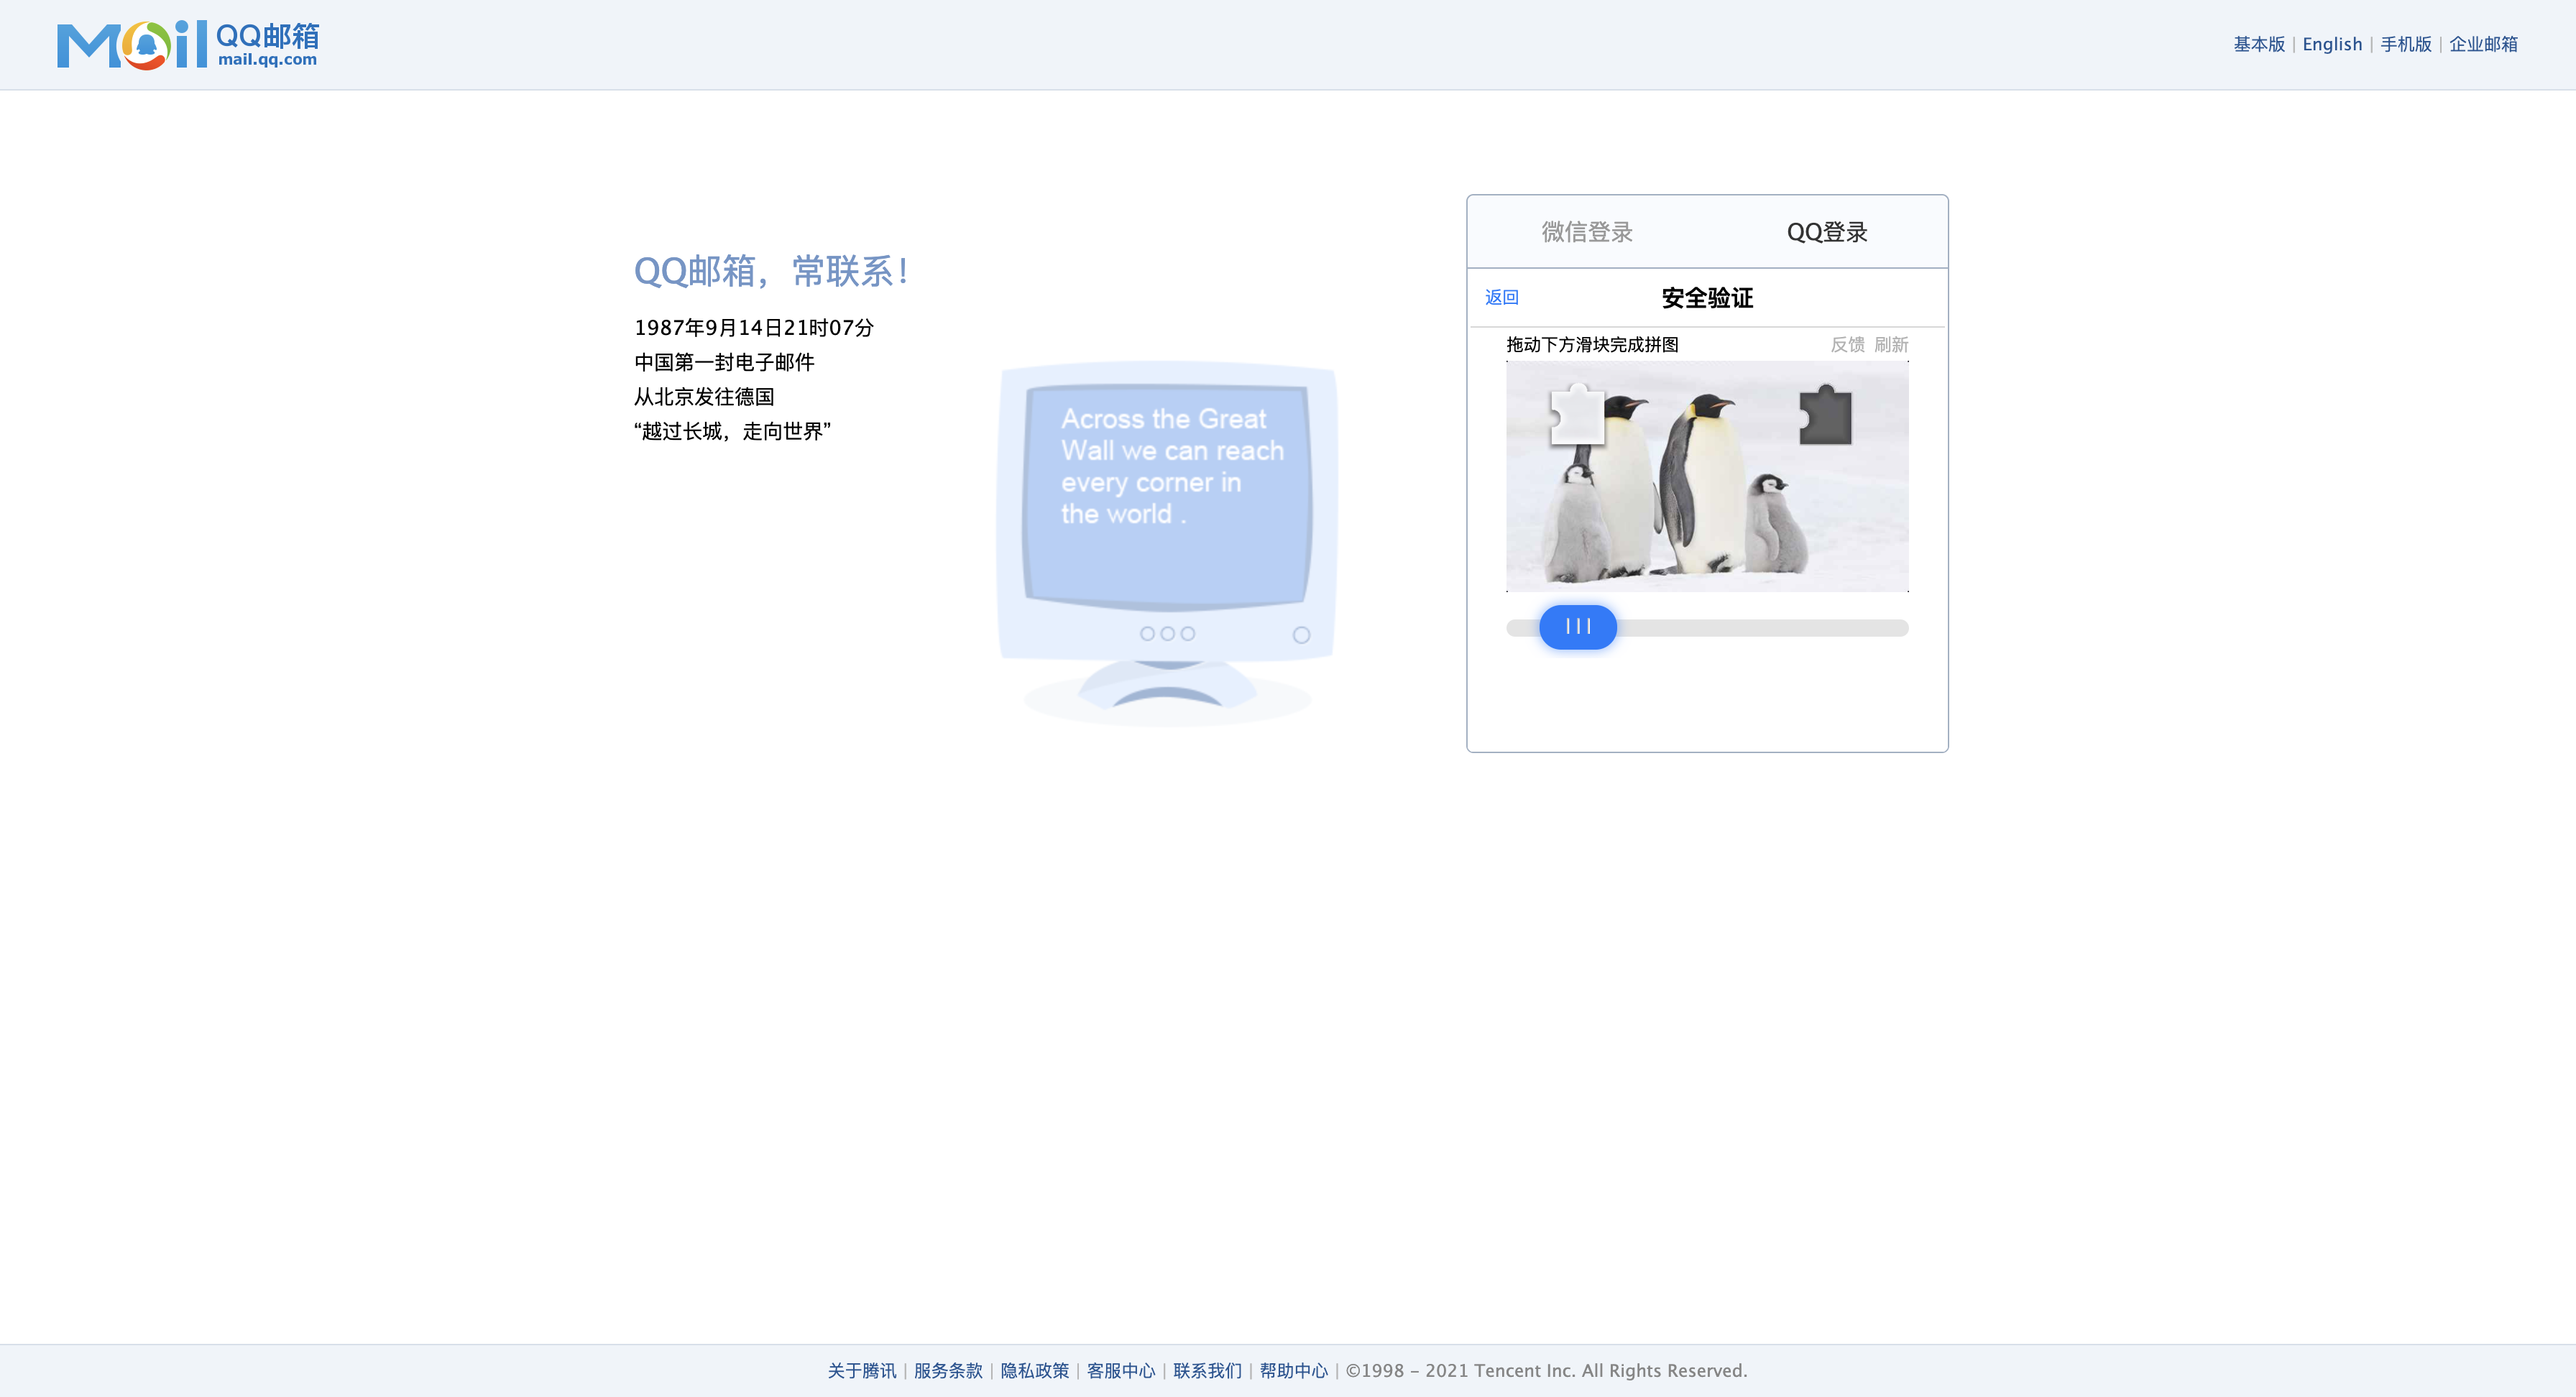 Mail QQ邮箱
mail.qq.com
基本版 | English | 手机版 | 企业邮箱
QQ邮箱，常联系！
1987年9月14日21时07分
中国第一封电子邮件
从北京发往德国
“越过长城，走向世界”
Across the Great
Wall we can reach
every corner in
the world .
微信登录 QQ登录
返回 安全验证
拖动下方滑块完成拼图 反馈 刷新
关于腾讯 | 服务条款 | 隐私政策 | 客服中心 | 联系我们 | 帮助中心 | ©1998 - 2021 Tencent Inc. All Rights Reserved.